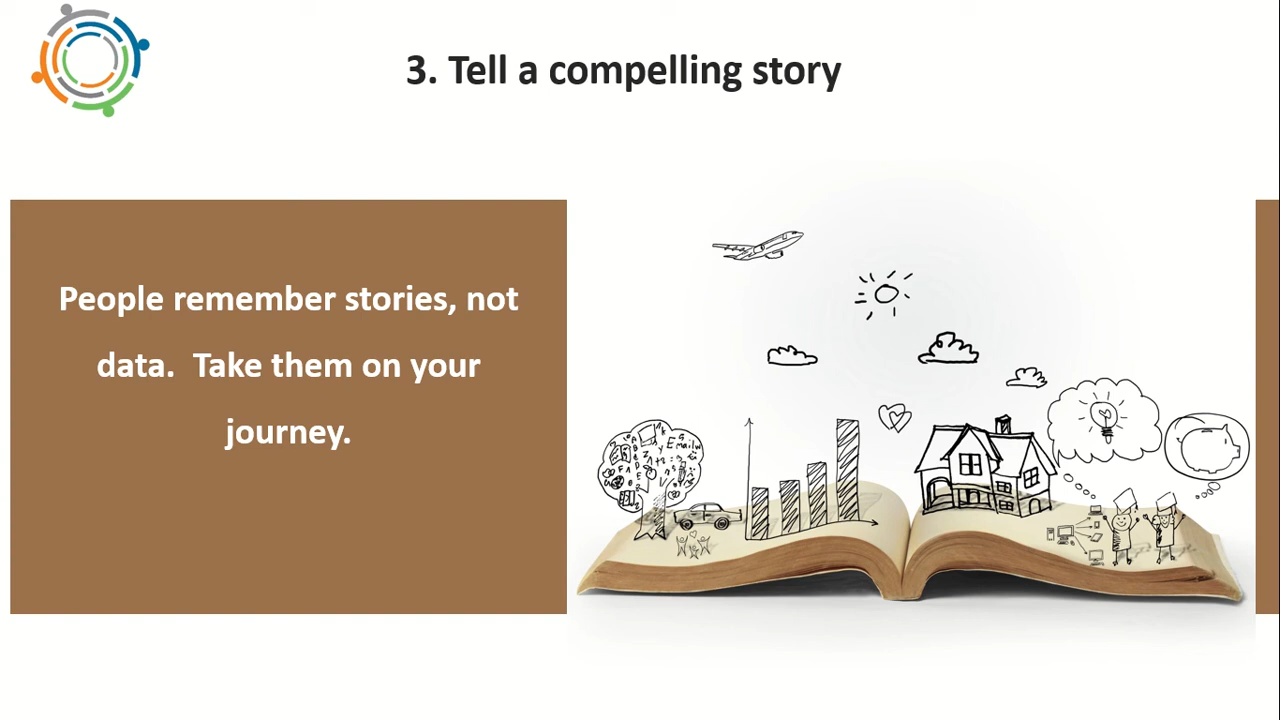 3. Tell a compelling story
People remember stories, not
data.  Take them on your
journey.